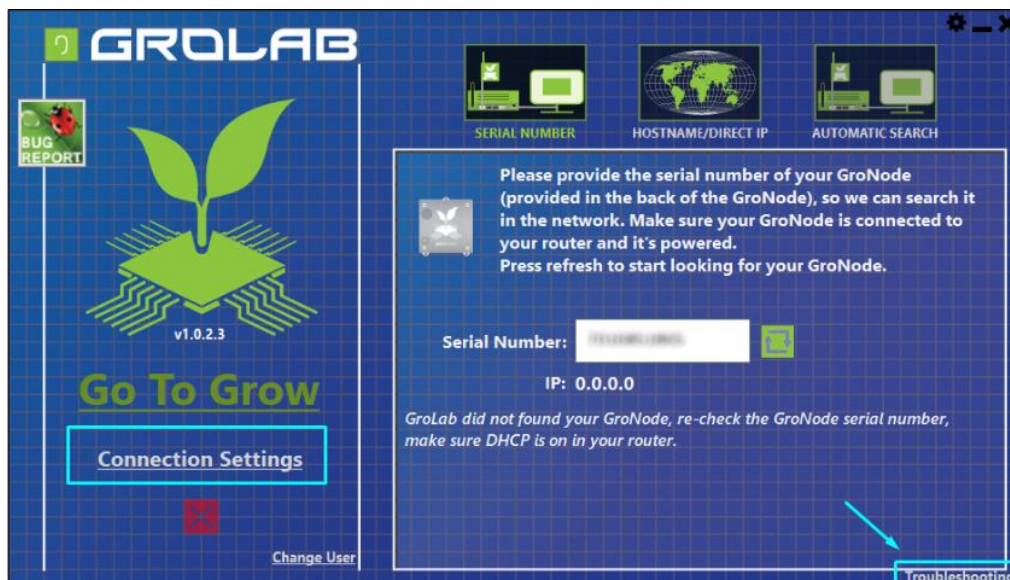 GROLAB
BUG
REPORT
v1.0.2.3
Go To Grow
Connection Settings
Change User
SERIAL NUMBER
HOSTNAME/DIRECT IP
AUTOMATIC SEARCH
Please provide the serial number of your GroNode
(provided in the back of the GroNode), so we can search it
in the network. Make sure your GroNode is connected to
your router and it's powered.
Press refresh to start looking for your GroNode.
Serial Number:
IP: 0.0.0.0
GroLab did not found your GroNode, re-check the GroNode serial number,
make sure DHCP is on in your router.
Troubleshooting